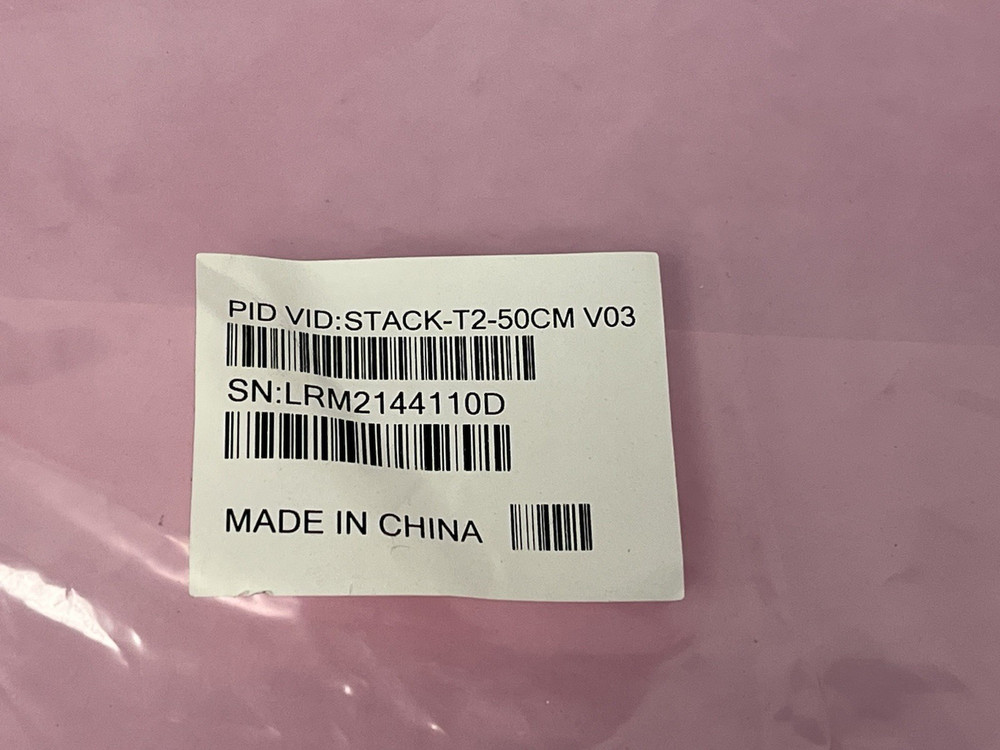 PID VID:STACK-T2-50CM V03
SN:LRM2144110D
MADE IN CHINA